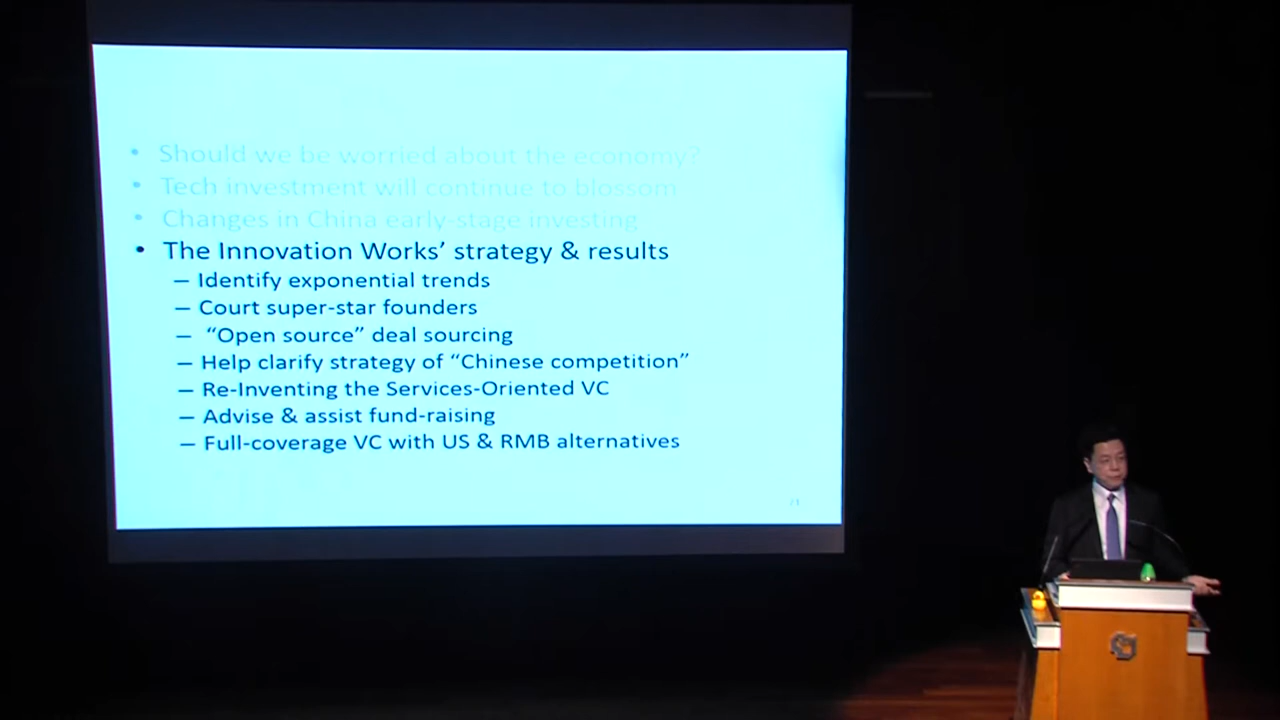 • Should we be worried about the economy?
• Tech investment will continue to blossom
• Changes in China early-stage investing
• The Innovation Works’ strategy & results
– Identify exponential trends
– Court super-star founders
– “Open source” deal sourcing
– Help clarify strategy of “Chinese competition”
– Re-Inventing the Services-Oriented VC
– Advise & assist fund-raising
– Full-coverage VC with US & RMB alternatives